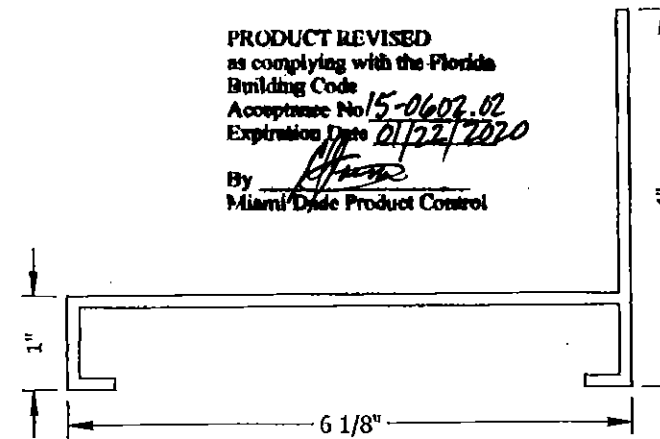 PRODUCT REVISED
as complying with the Florida
Building Code
Acceptance No 15-0602.02
Expiration Date 01/22/2020
By
Miami Dade Product Control
1"
6 1/8"